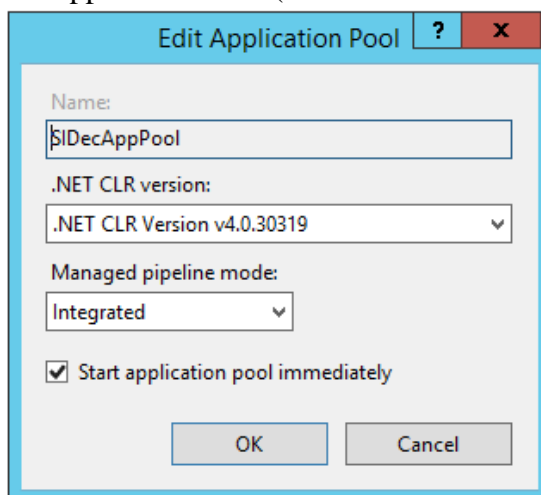 Edit Application Pool ? x
Name:
SIDecAppPool
.NET CLR version:
.NET CLR Version v4.0.30319
Managed pipeline mode:
Integrated
Start application pool immediately
OK Cancel